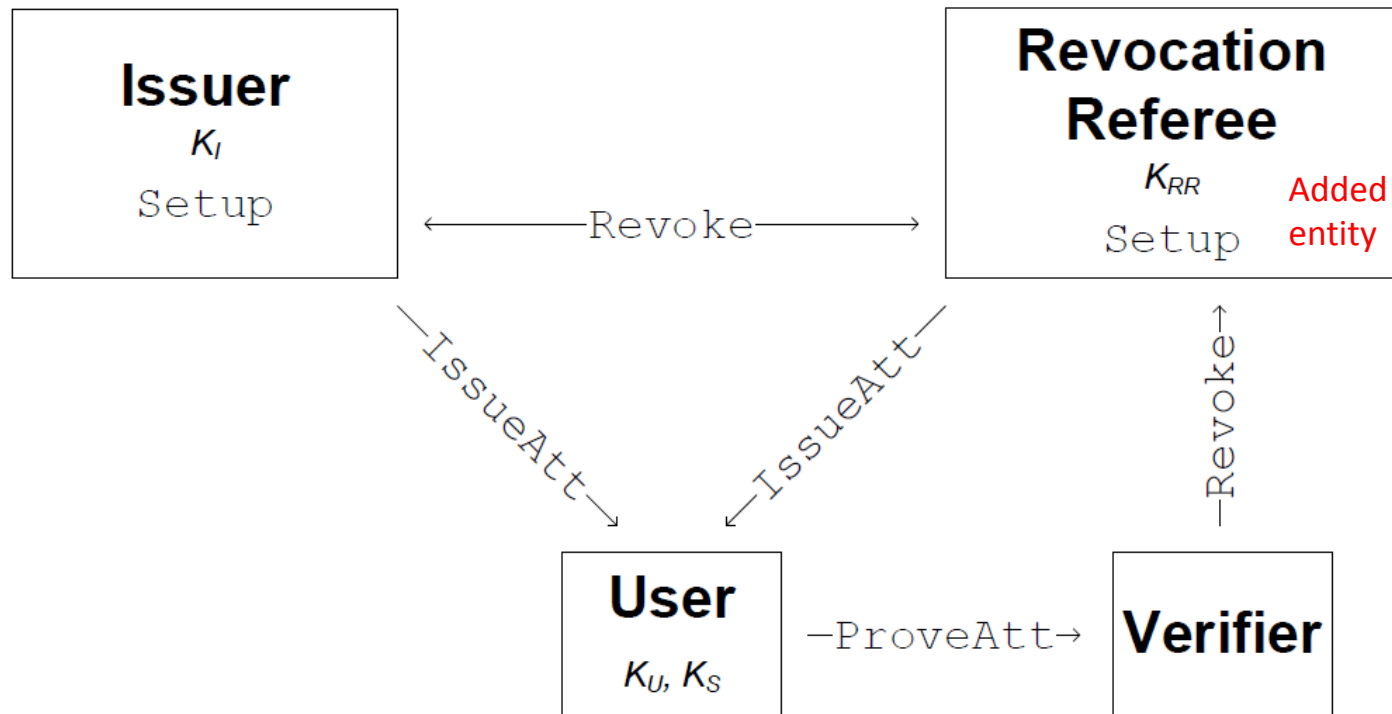 Issuer
K_I
Setup
Revocation
Referee
K_RR
Setup
Added
entity
Revoke
IssueAtt
IssueAtt
Revoke
User
K_U, K_S
ProveAtt
Verifier